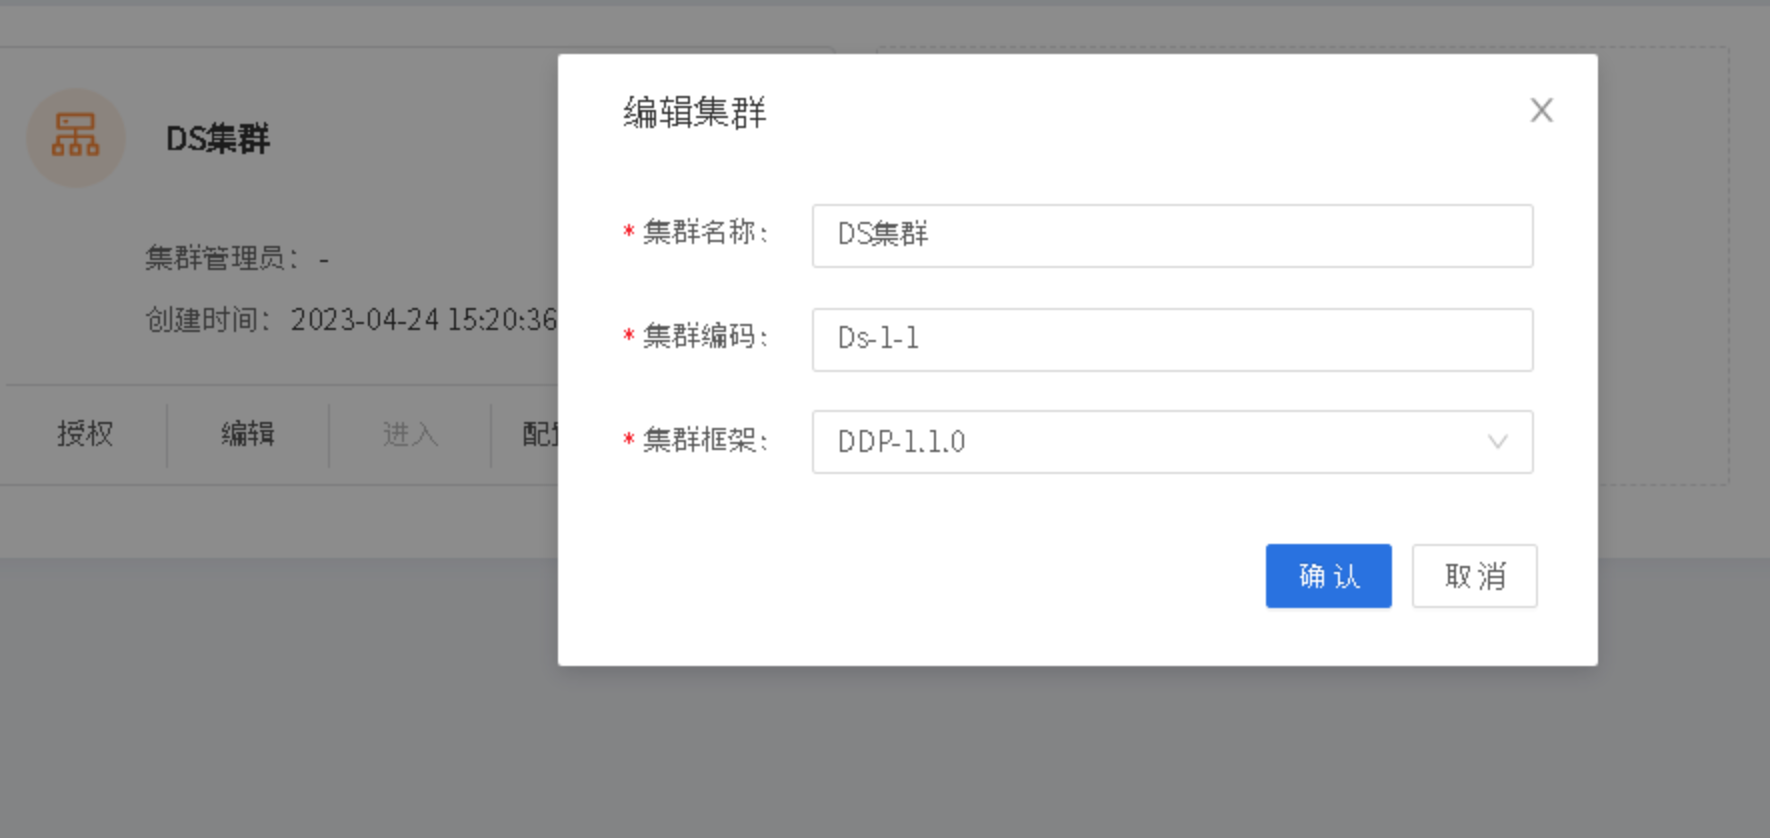 DS集群
集群管理员： -
创建时间： 2023-04-24 15:20:36
授权
编辑
进入
编辑集群
* 集群名称： DS集群
* 集群编码： Ds-1-1
* 集群框架： DDP-1.1.0
确 认
取 消